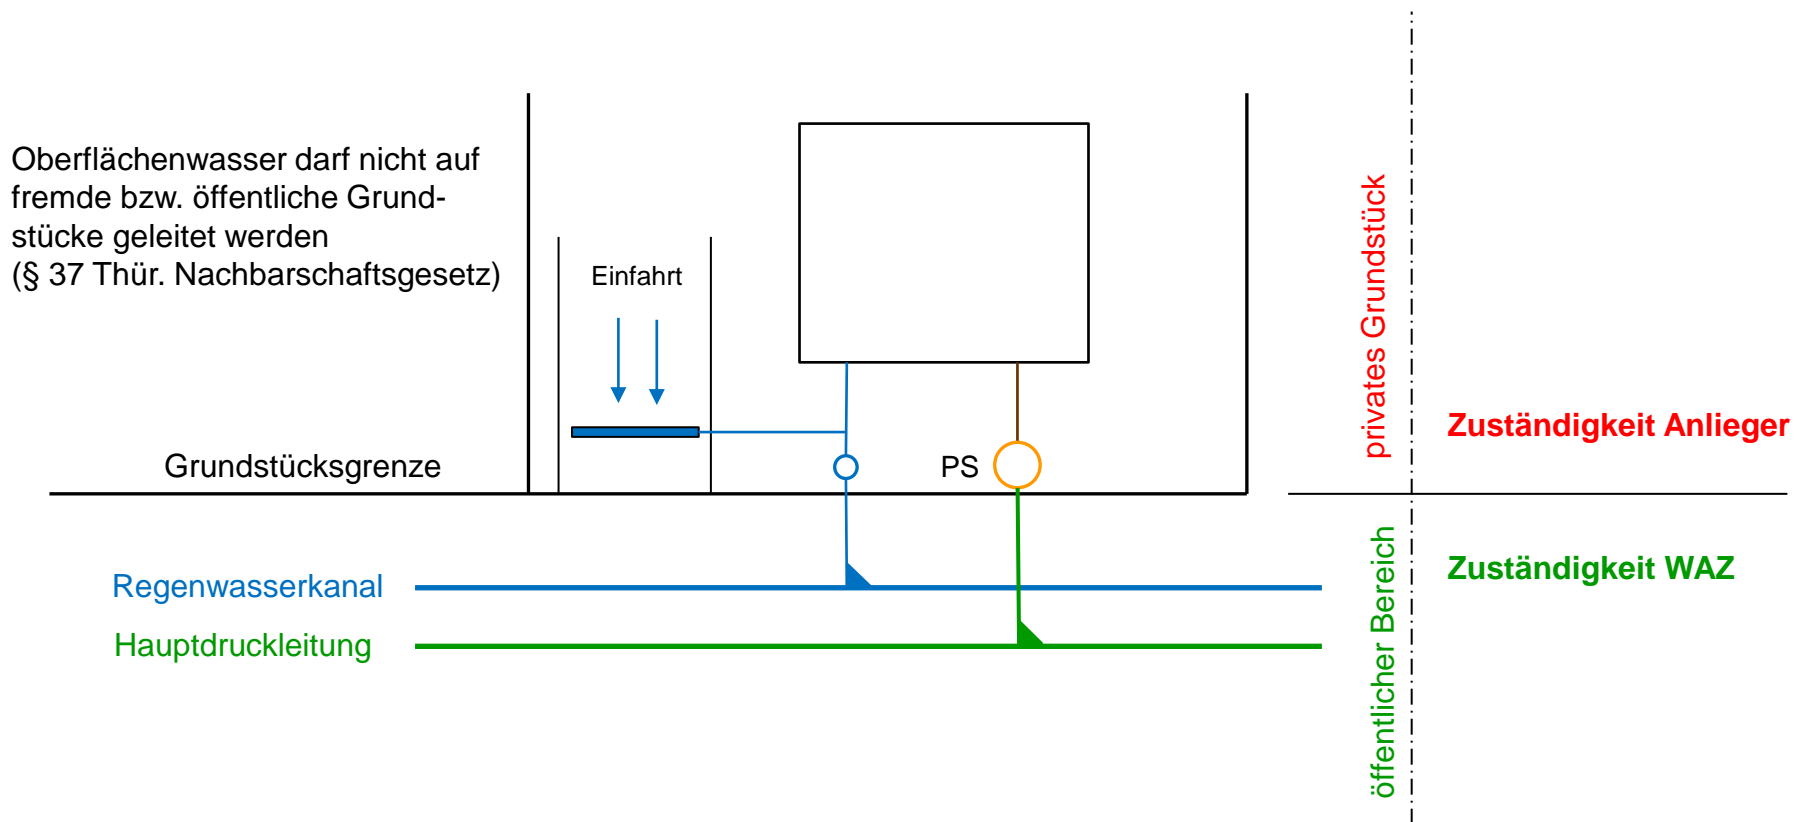 Oberflächenwasser darf nicht auf
fremde bzw. öffentliche Grund-
stücke geleitet werden
(§ 37 Thür. Nachbarschaftsgesetz)
Einfahrt
Grundstücksgrenze
PS
privates Grundstück
Zuständigkeit Anlieger
Regenwasserkanal
Hauptdruckleitung
öffentlicher Bereich
Zuständigkeit WAZ